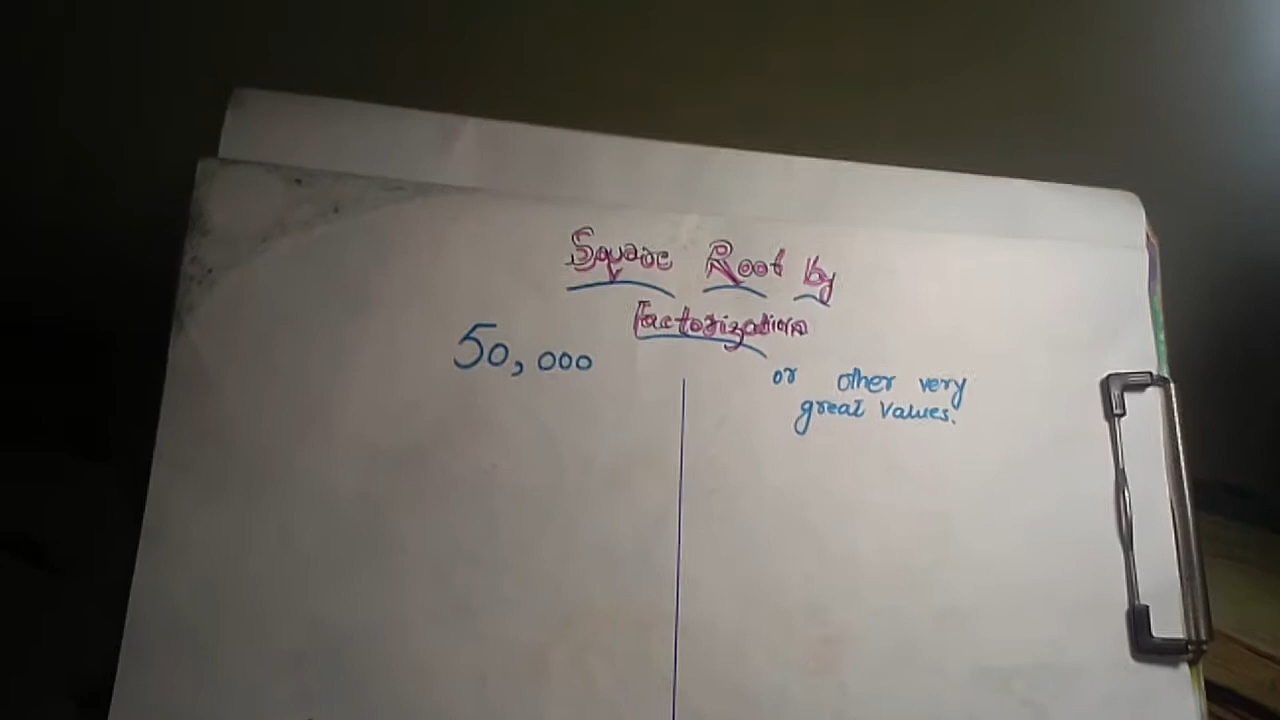 Square Root by
Factorization
50,000
or other very
great values.